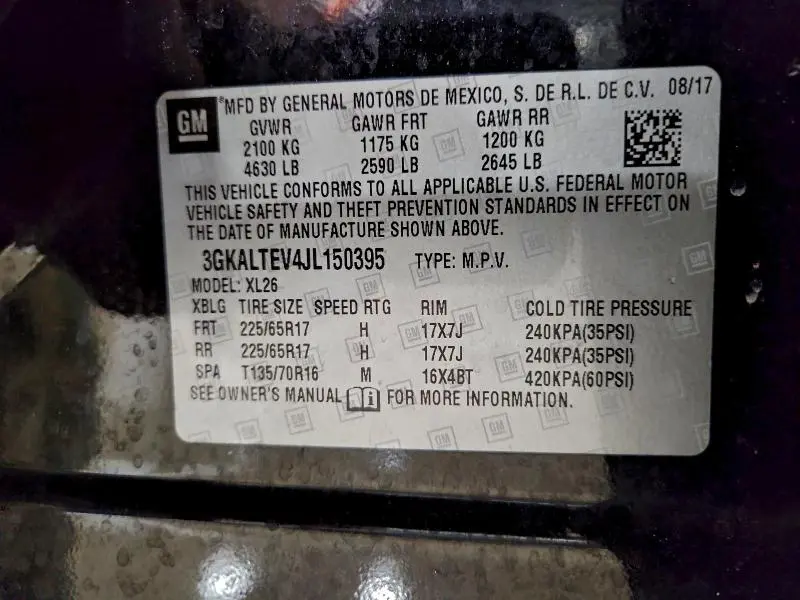 GM
®MFD BY GENERAL MOTORS DE MEXICO, S. DE R.L. DE C.V. 08/17
GVWR GAWR FRT GAWR RR
2100 KG 1175 KG 1200 KG
4630 LB 2590 LB 2645 LB
THIS VEHICLE CONFORMS TO ALL APPLICABLE U.S. FEDERAL MOTOR
VEHICLE SAFETY AND THEFT PREVENTION STANDARDS IN EFFECT ON
THE DATE OF MANUFACTURE SHOWN ABOVE.
3GKALTEV4JL150395 TYPE: M.P.V.
MODEL: XL26
XBLG TIRE SIZE SPEED RTG RIM COLD TIRE PRESSURE
FRT 225/65R17 H 17X7J 240KPA(35PSI)
RR 225/65R17 H 17X7J 240KPA(35PSI)
SPA T135/70R16 M 16X4BT 420KPA(60PSI)
SEE OWNER'S MANUAL FOR MORE INFORMATION.